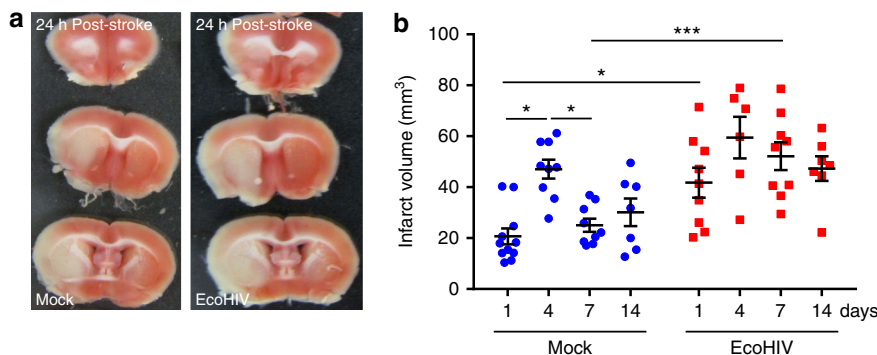 a
24 h Post-stroke
24 h Post-stroke
Mock
EcoHIV
b
Infarct volume (mm³)
100
80
60
40
20
0
***
*
* *
1 4 7 14 1 4 7 14 days
Mock EcoHIV